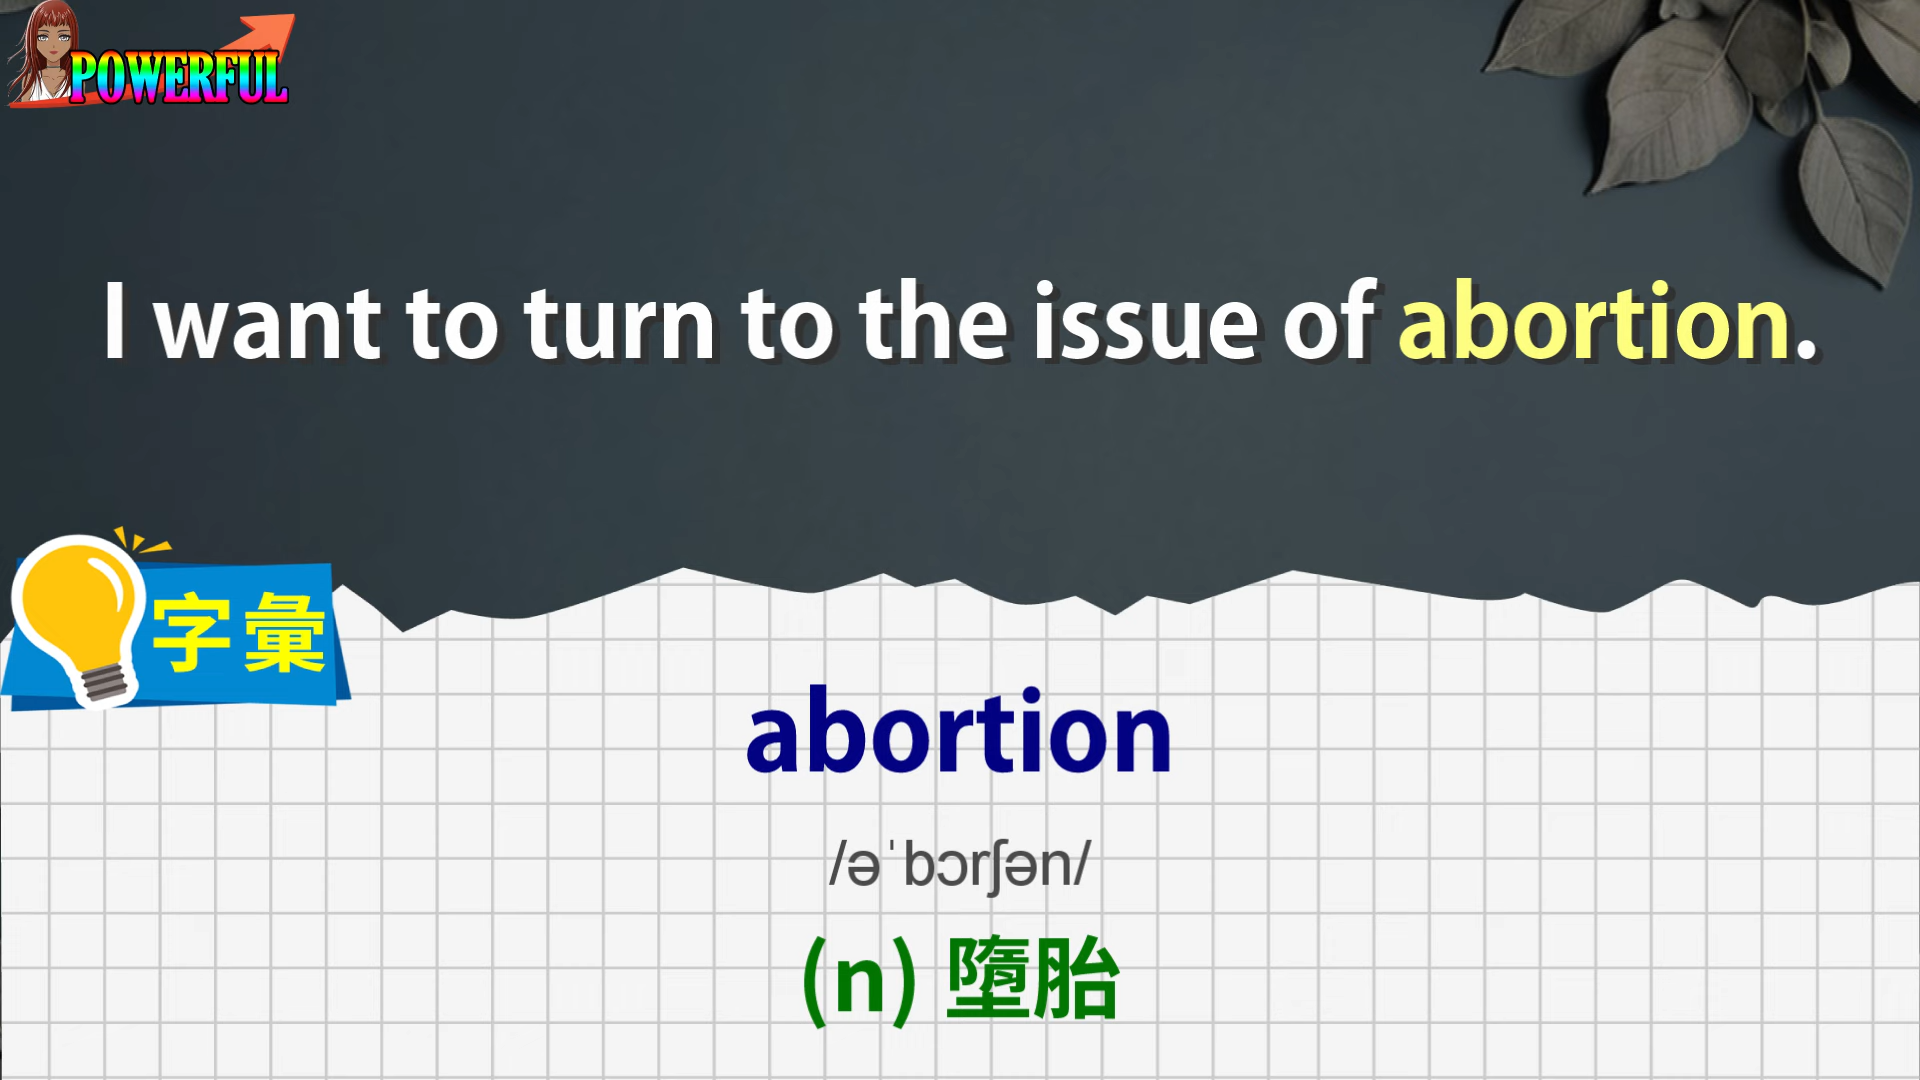 POWERFUL
I want to turn to the issue of abortion.
字彙
abortion
/əˈbɔrʃən/
(n) 墮胎